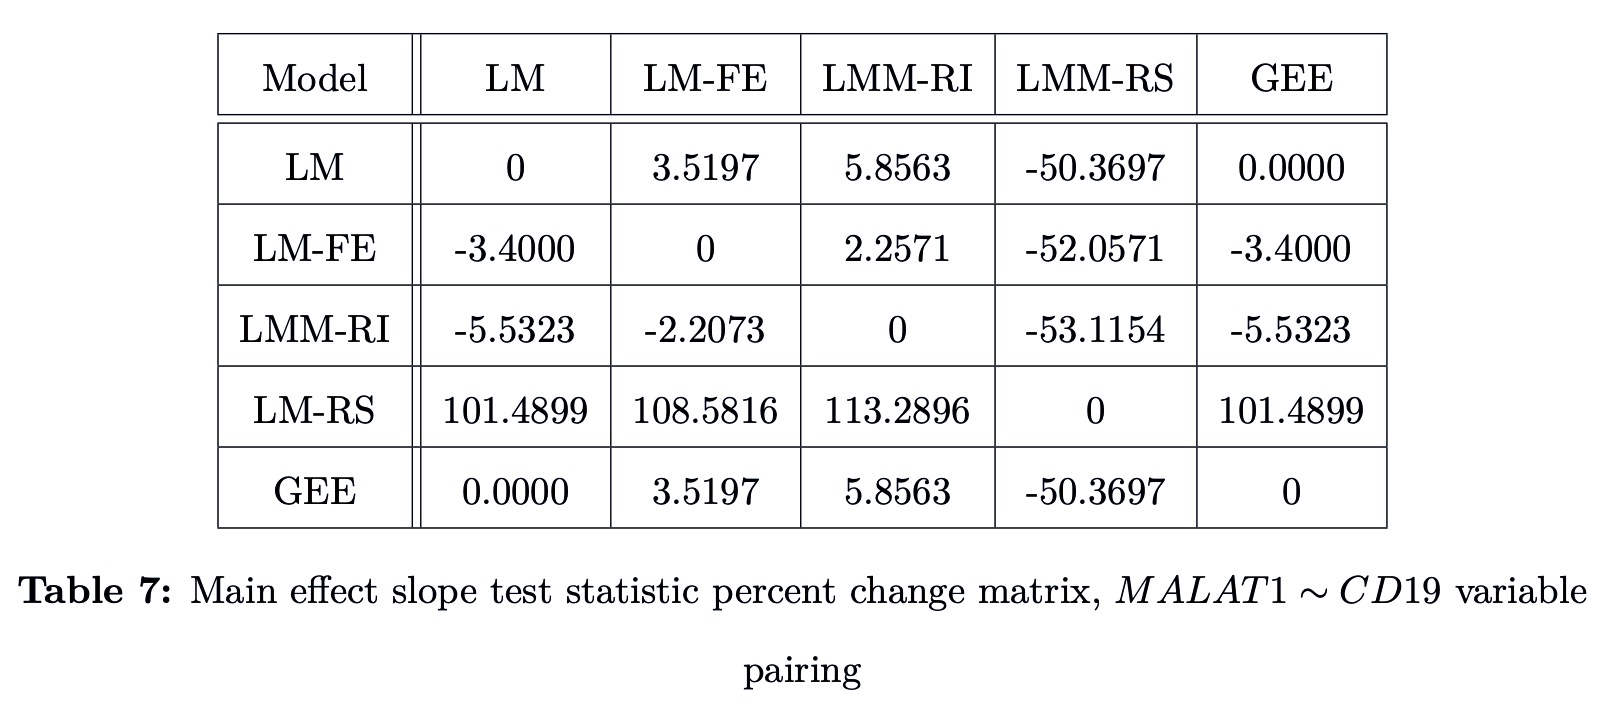 Model LM LM-FE LMM-RI LMM-RS GEE
LM 0 3.5197 5.8563 -50.3697 0.0000
LM-FE -3.4000 0 2.2571 -52.0571 -3.4000
LMM-RI -5.5323 -2.2073 0 -53.1154 -5.5323
LM-RS 101.4899 108.5816 113.2896 0 101.4899
GEE 0.0000 3.5197 5.8563 -50.3697 0
Table 7: Main effect slope test statistic percent change matrix, MALAT1 ∼ CD19 variable
pairing